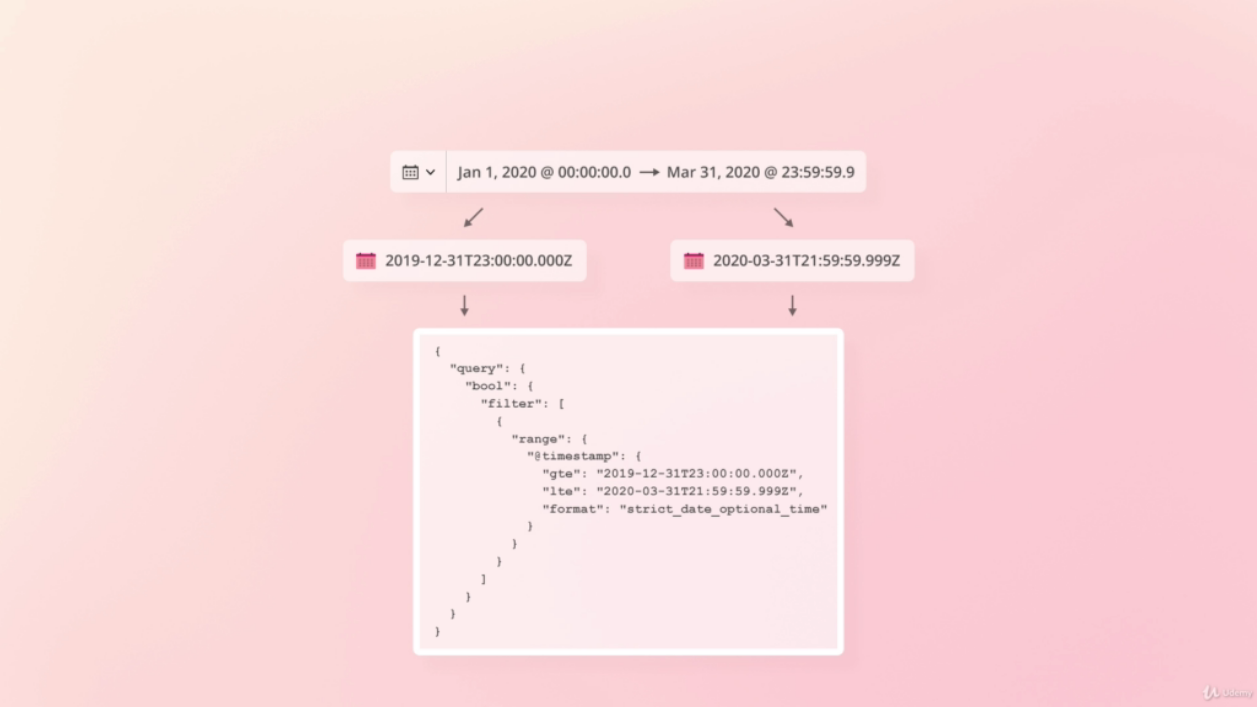 Jan 1, 2020 @ 00:00:00.0 → Mar 31, 2020 @ 23:59:59.9
2019-12-31T23:00:00.000Z
2020-03-31T21:59:59.999Z
{
  "query": {
    "bool": {
      "filter": [
        {
          "range": {
            "@timestamp": {
              "gte": "2019-12-31T23:00:00.000Z",
              "lte": "2020-03-31T21:59:59.999Z",
              "format": "strict_date_optional_time"
            }
          }
        }
      ]
    }
  }
}
Udemy